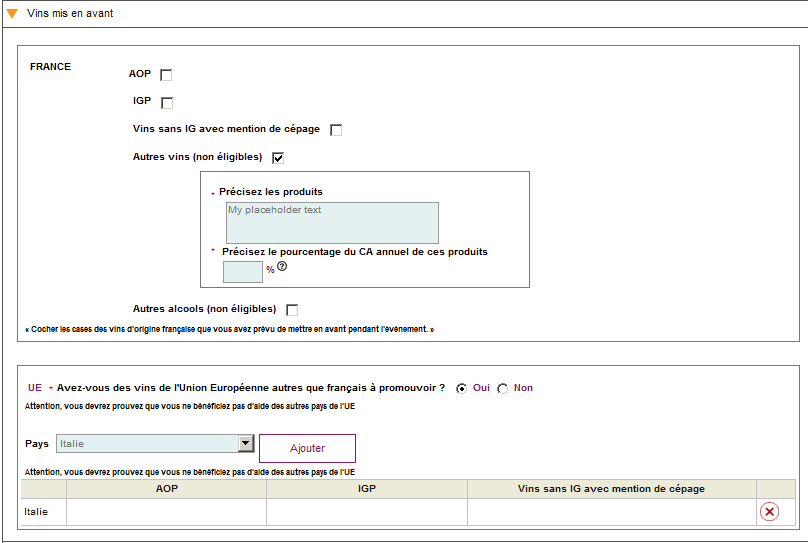 Vins mis en avant
FRANCE
AOP
IGP
Vins sans IG avec mention de cépage
Autres vins (non éligibles)
* Précisez les produits
My placeholder text
* Précisez le pourcentage du CA annuel de ces produits
% ?
Autres alcools (non éligibles)
« Cocher les cases des vins d'origine française que vous avez prévu de mettre en avant pendant l'évènement. »
UE * Avez-vous des vins de l'Union Européenne autres que français à promouvoir ? Oui Non
Attention, vous devrez prouvez que vous ne bénéficiez pas d'aide des autres pays de l'UE
Pays Italie Ajouter
Attention, vous devrez prouvez que vous ne bénéficiez pas d'aide des autres pays de l'UE
AOP IGP Vins sans IG avec mention de cépage
Italie